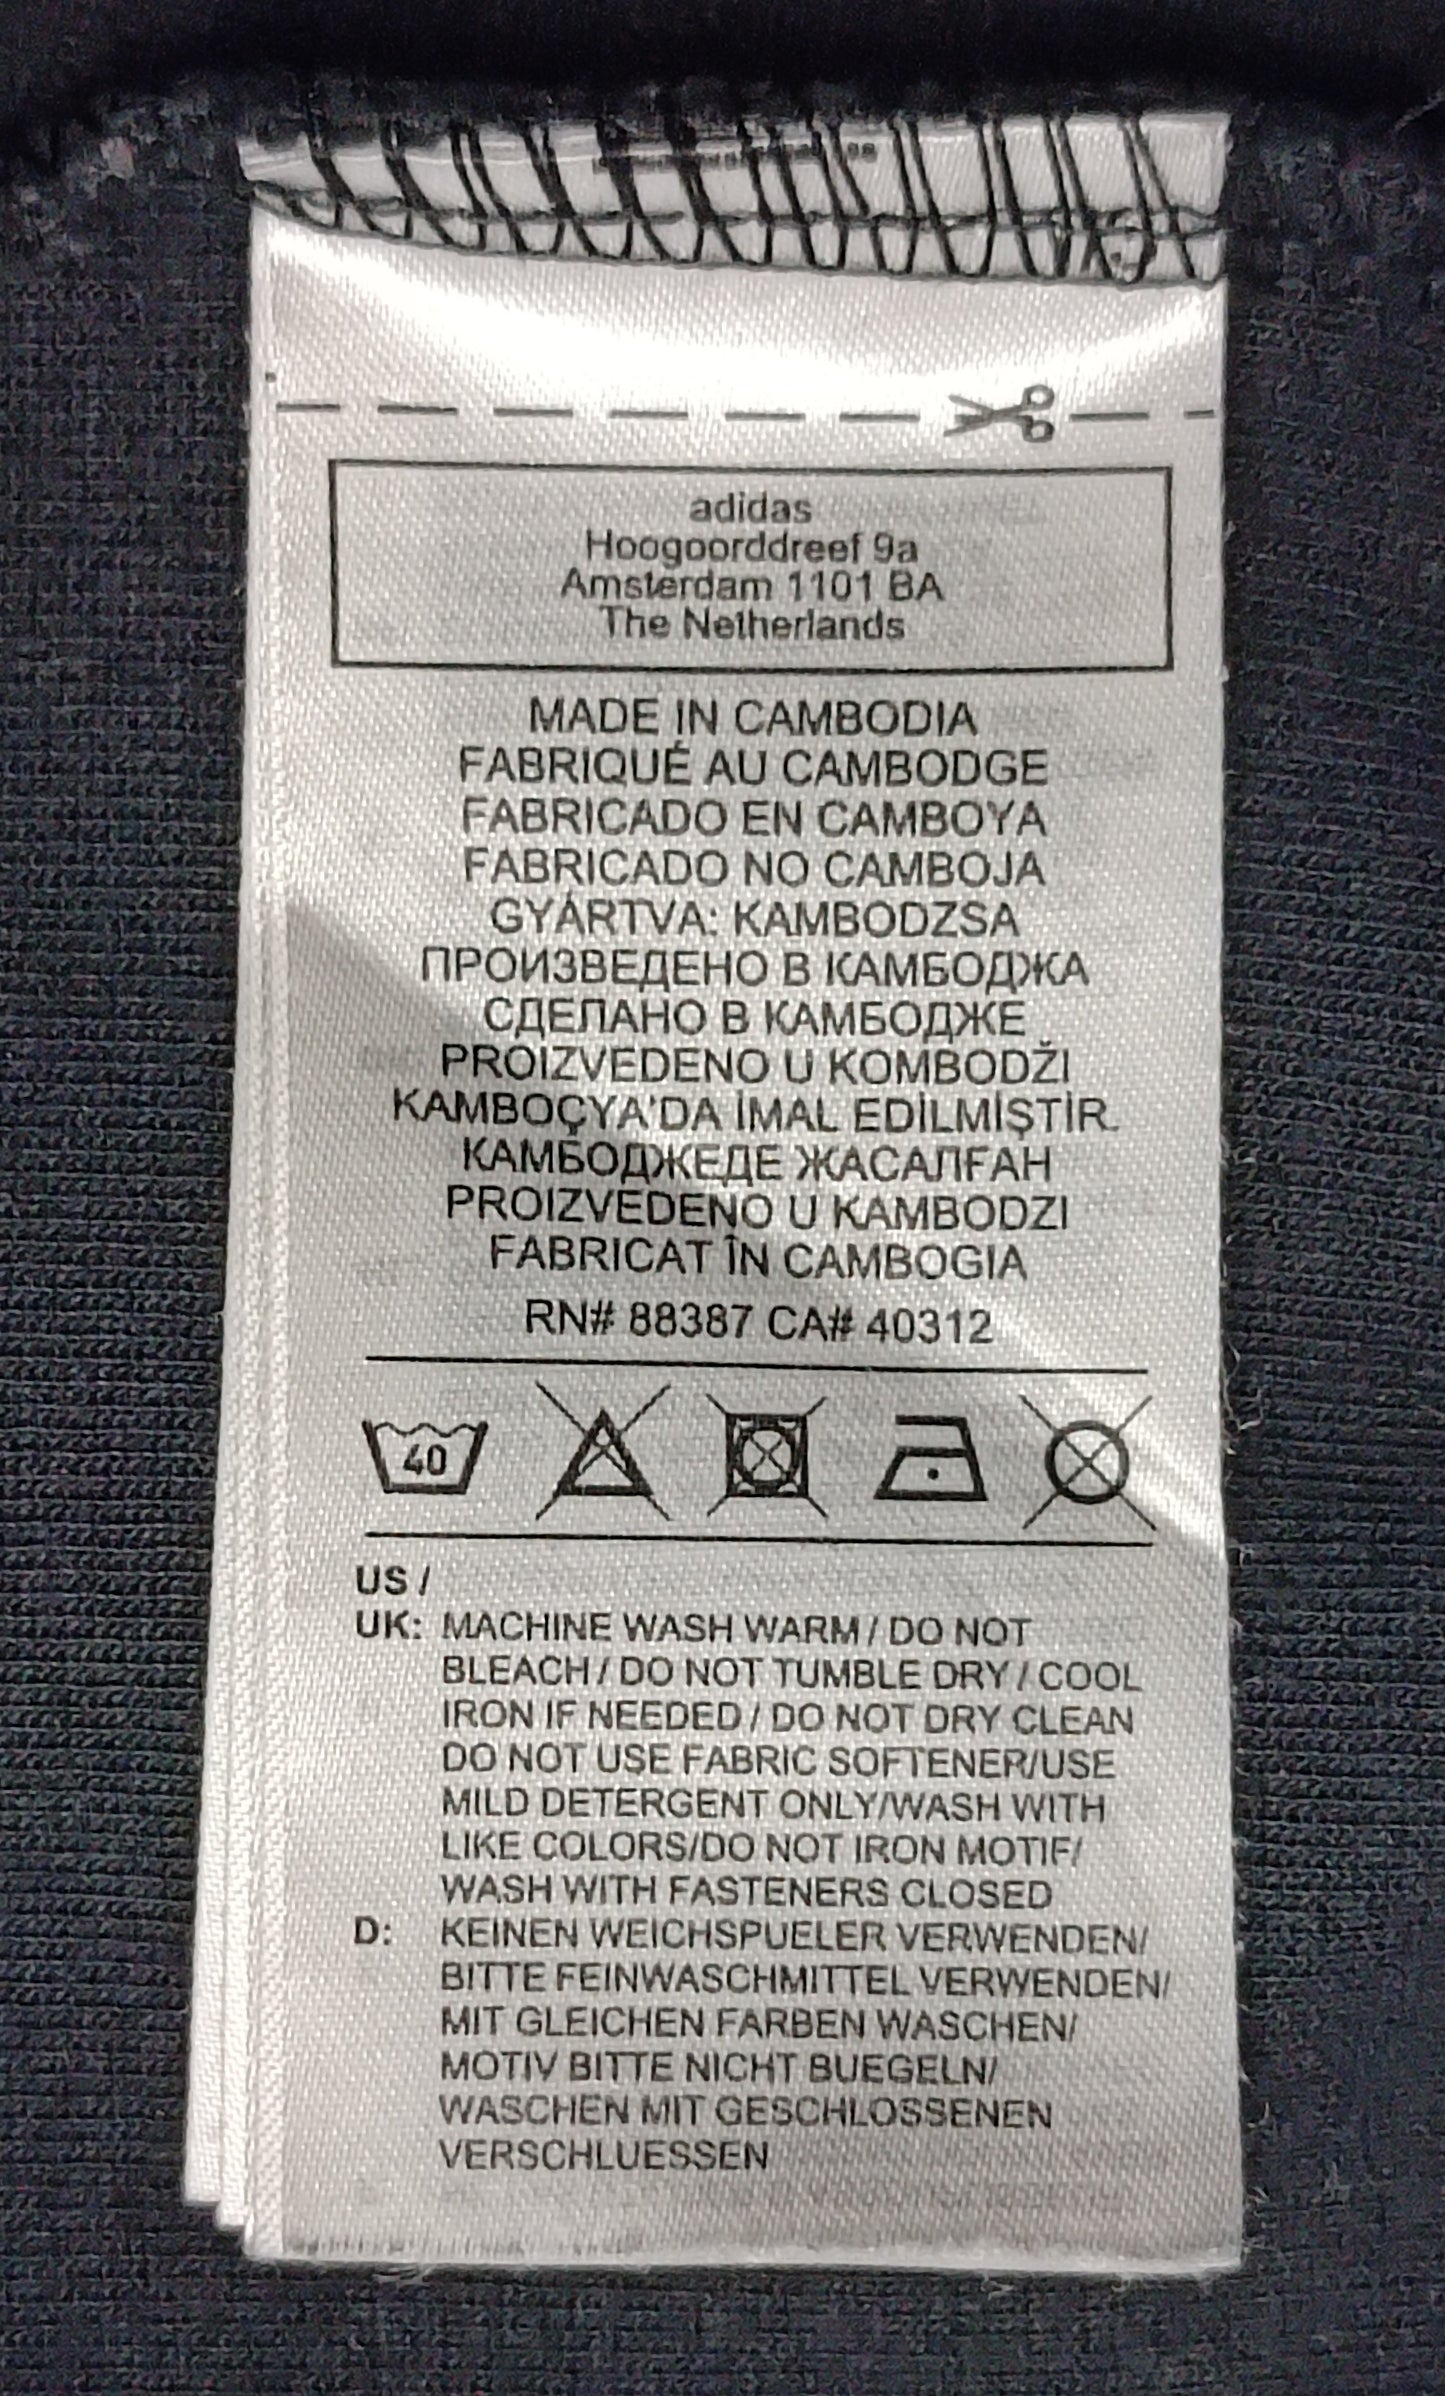 adidas
Hoogoorddreef 9a
Amsterdam 1101 BA
The Netherlands
MADE IN CAMBODIA
FABRIQUÉ AU CAMBODGE
FABRICADO EN CAMBOYA
FABRICADO NO CAMBOJA
GYÁRTVA: KAMBODZSA
ПРОИЗВЕДЕНО В КАМБОДЖА
СДЕЛАНО В КАМБОДЖЕ
PROIZVEDENO U KOMBODŽI
KAMBOÇYA'DA İMAL EDİLMİŞTİR.
КАМБОДЖЕДЕ ЖАСАЛҒАН
PROIZVEDENO U KAMBODZI
FABRICAT ÎN CAMBOGIA
RN# 88387 CA# 40312
40
US /
UK: MACHINE WASH WARM / DO NOT
BLEACH / DO NOT TUMBLE DRY / COOL
IRON IF NEEDED / DO NOT DRY CLEAN
DO NOT USE FABRIC SOFTENER/USE
MILD DETERGENT ONLY/WASH WITH
LIKE COLORS/DO NOT IRON MOTIF/
WASH WITH FASTENERS CLOSED
D: KEINEN WEICHSPUELER VERWENDEN/
BITTE FEINWASCHMITTEL VERWENDEN/
MIT GLEICHEN FARBEN WASCHEN/
MOTIV BITTE NICHT BUEGELN/
WASCHEN MIT GESCHLOSSENEN
VERSCHLUESSEN